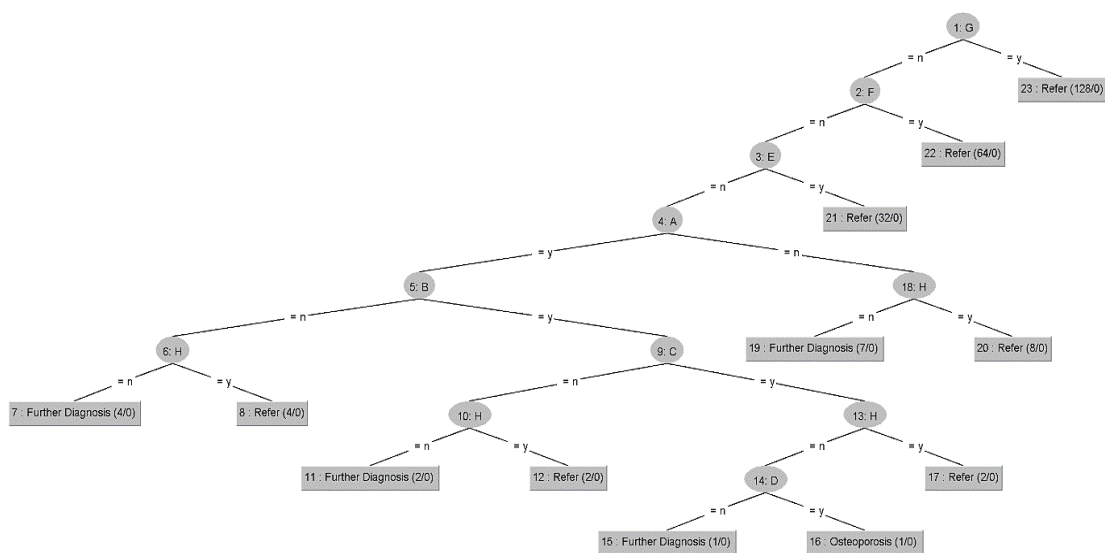 1: G
= n
= y
2: F
23 : Refer (128/0)
= n
= y
3: E
22 : Refer (64/0)
= n
= y
4: A
21 : Refer (32/0)
= y
= n
5: B
18: H
= n
= y
= n
= y
6: H
9: C
19 : Further Diagnosis (7/0)
20 : Refer (8/0)
= n
= y
= n
= y
7 : Further Diagnosis (4/0)
8 : Refer (4/0)
10: H
13: H
= n
= y
= n
= y
11 : Further Diagnosis (2/0)
12 : Refer (2/0)
14: D
17 : Refer (2/0)
= n
= y
15 : Further Diagnosis (1/0)
16 : Osteoporosis (1/0)